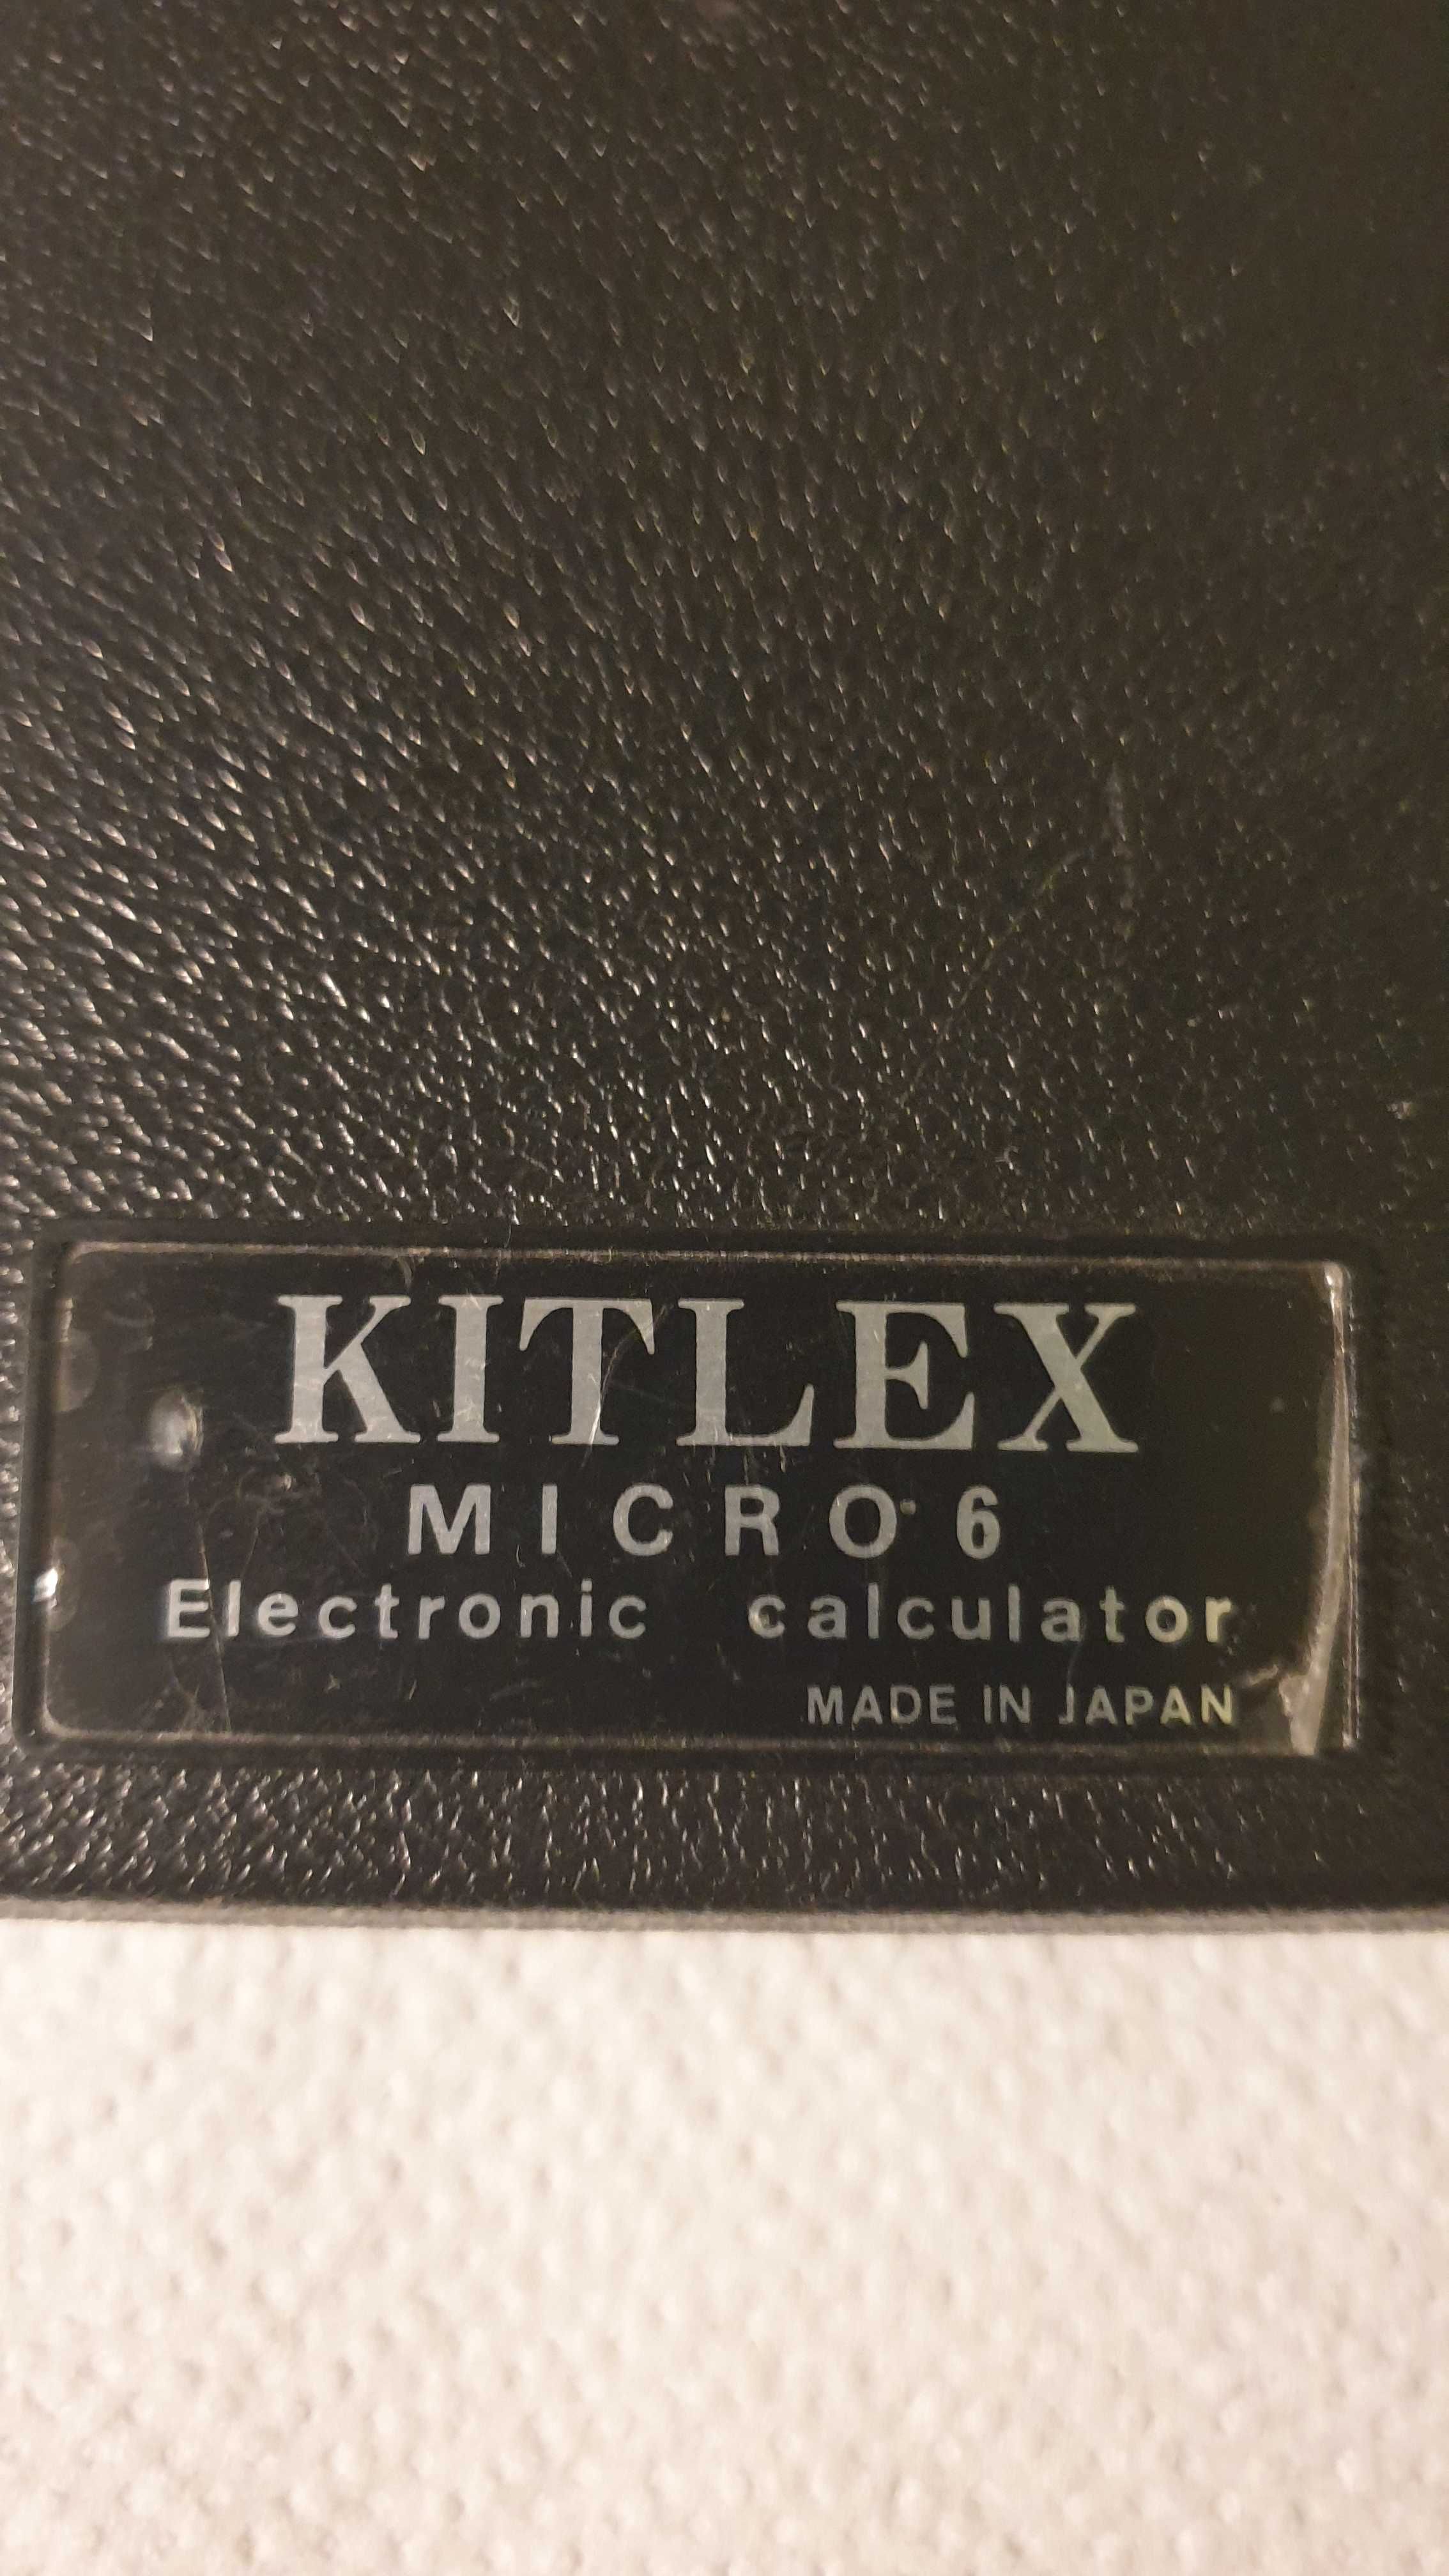 KITLEX
MICRO 6
Electronic calculator
MADE IN JAPAN